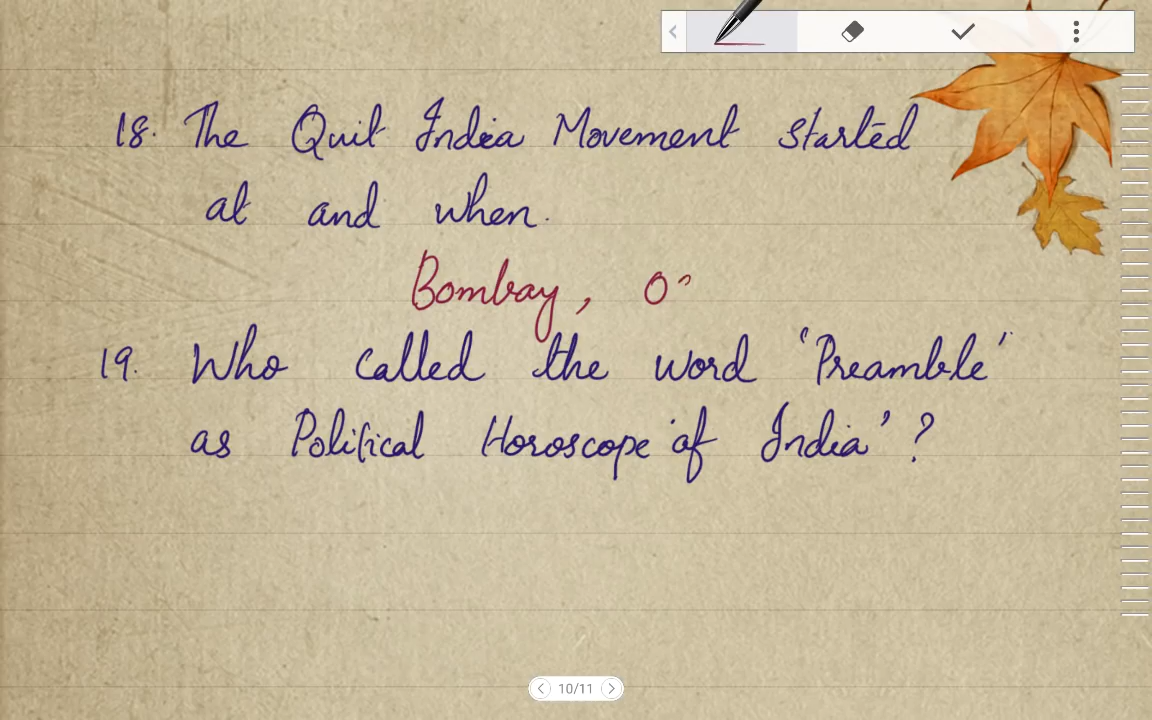 18. The Quit India Movement started
at and when.
Bombay, 0
19. Who called the word 'Preamble'
as Political Horoscope of India' ?
10/11